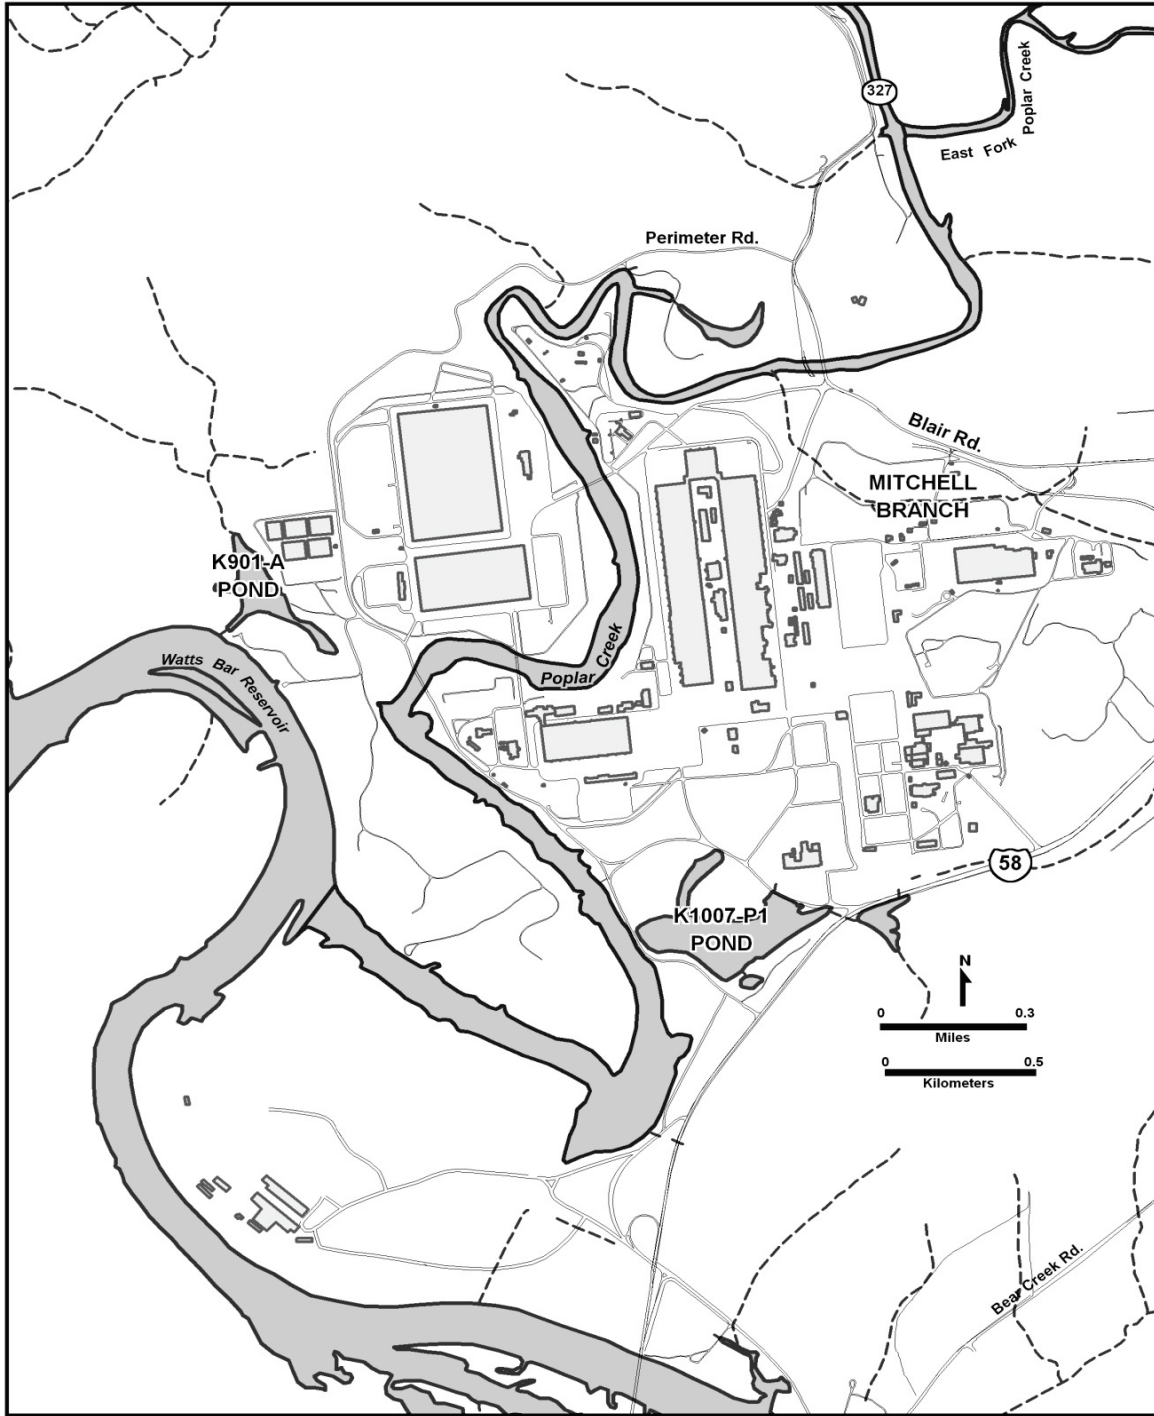 327
East Fork Poplar Creek
Perimeter Rd.
Blair Rd.
MITCHELL
BRANCH
K901-A
POND
Watts Bar Reservoir
Poplar Creek
58
K1007-P1
POND
N
0 0.3
Miles
0 0.5
Kilometers
Bear Creek Rd.